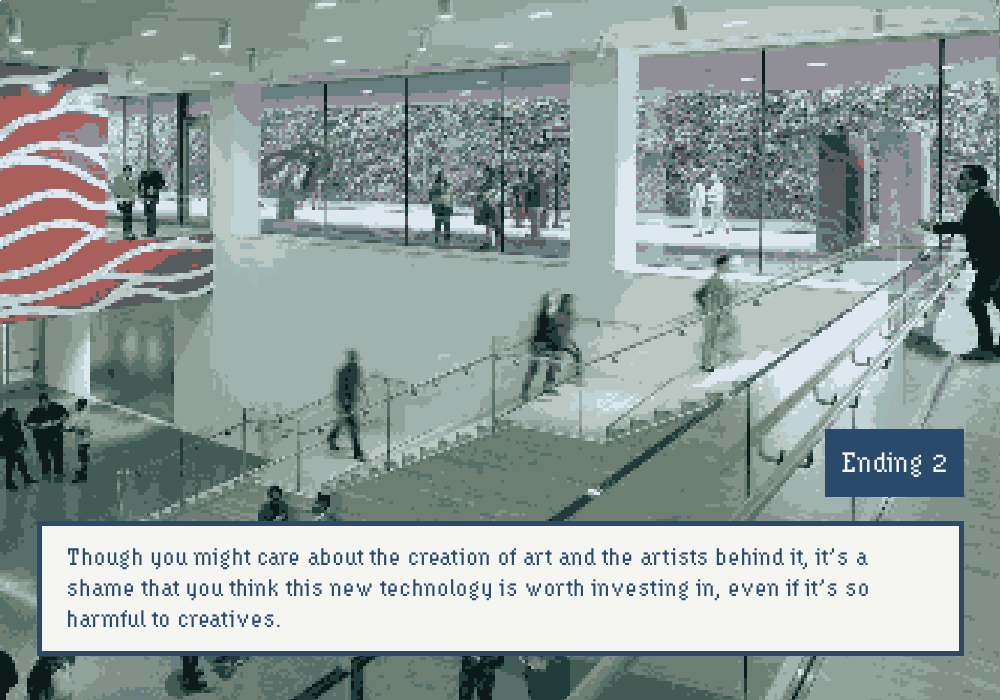 Ending 2
Though you might care about the creation of art and the artists behind it, it's a
shame that you think this new technology is worth investing in, even if it's so
harmful to creatives.